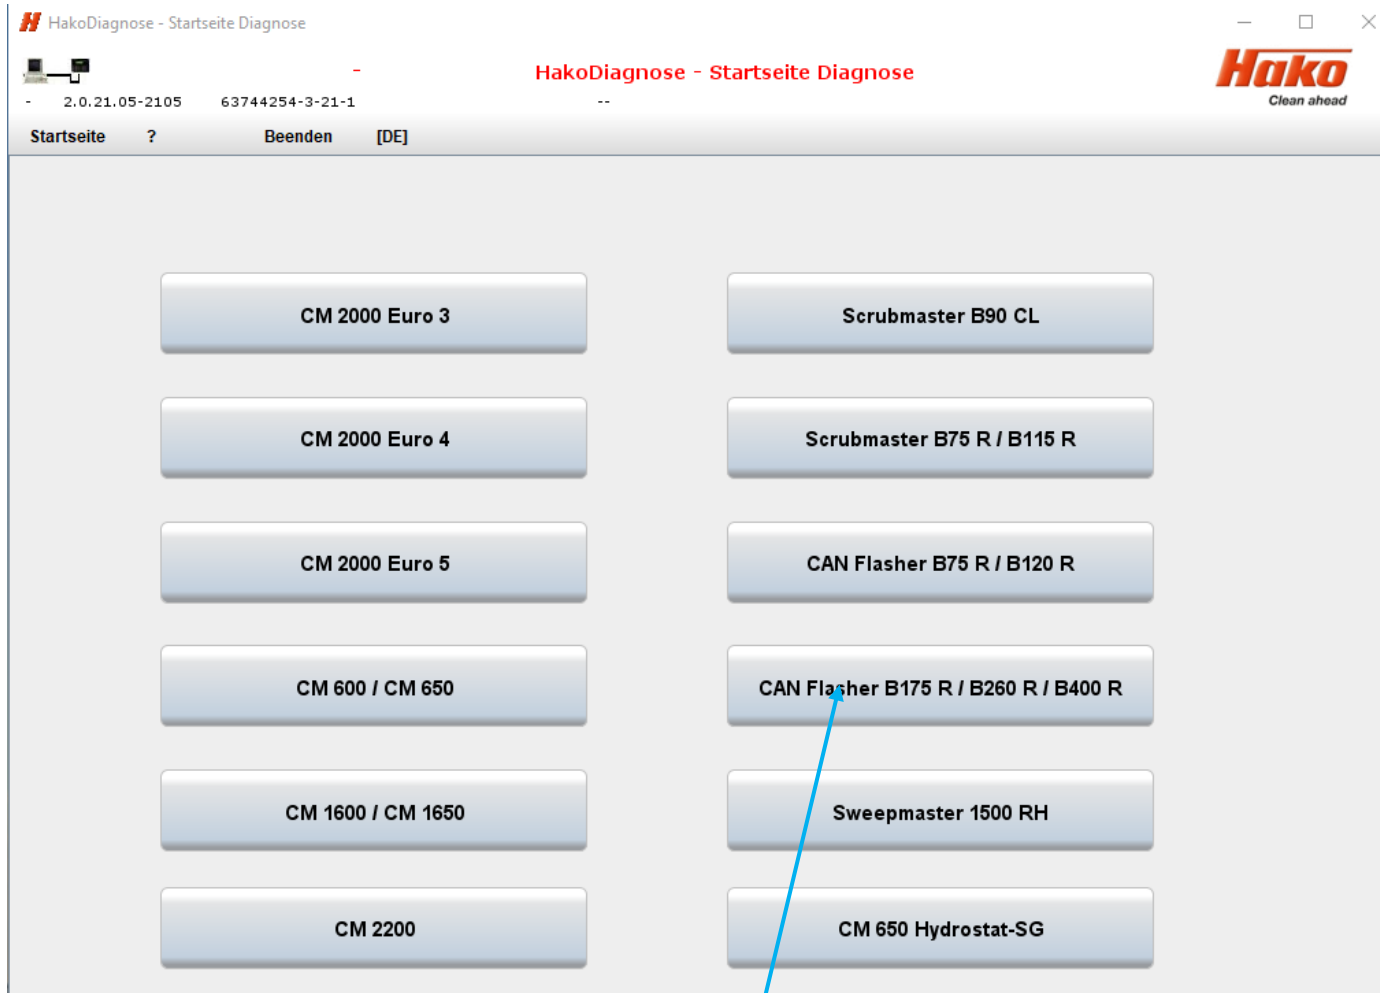 HakoDiagnose - Startseite Diagnose
- HakoDiagnose - Startseite Diagnose
Hako
Clean ahead
- 2.0.21.05-2105 63744254-3-21-1 --
Startseite ? Beenden [DE]
CM 2000 Euro 3
Scrubmaster B90 CL
CM 2000 Euro 4
Scrubmaster B75 R / B115 R
CM 2000 Euro 5
CAN Flasher B75 R / B120 R
CM 600 / CM 650
CAN Flasher B175 R / B260 R / B400 R
CM 1600 / CM 1650
Sweepmaster 1500 RH
CM 2200
CM 650 Hydrostat-SG